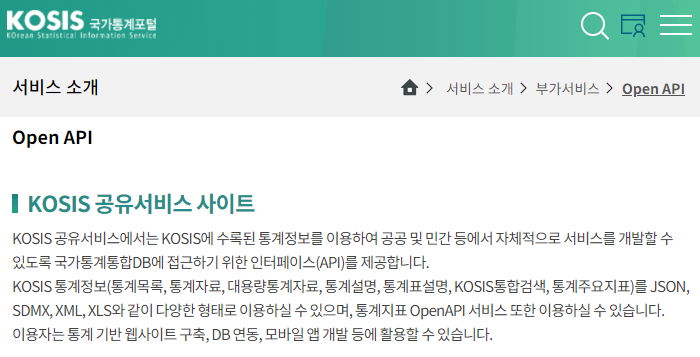 KOSIS 국가통계포털
KOrean Statistical Information Service
서비스 소개
서비스 소개 > 부가서비스 > Open API
Open API
KOSIS 공유서비스 사이트
KOSIS 공유서비스에서는 KOSIS에 수록된 통계정보를 이용하여 공공 및 민간 등에서 자체적으로 서비스를 개발할 수
있도록 국가통계통합DB에 접근하기 위한 인터페이스(API)를 제공합니다.
KOSIS 통계정보(통계목록, 통계자료, 대용량통계자료, 통계설명, 통계표설명, KOSIS통합검색, 통계주요지표)를 JSON,
SDMX, XML, XLS와 같이 다양한 형태로 이용하실 수 있으며, 통계지표 OpenAPI 서비스 또한 이용하실 수 있습니다.
이용자는 통계 기반 웹사이트 구축, DB 연동, 모바일 앱 개발 등에 활용할 수 있습니다.